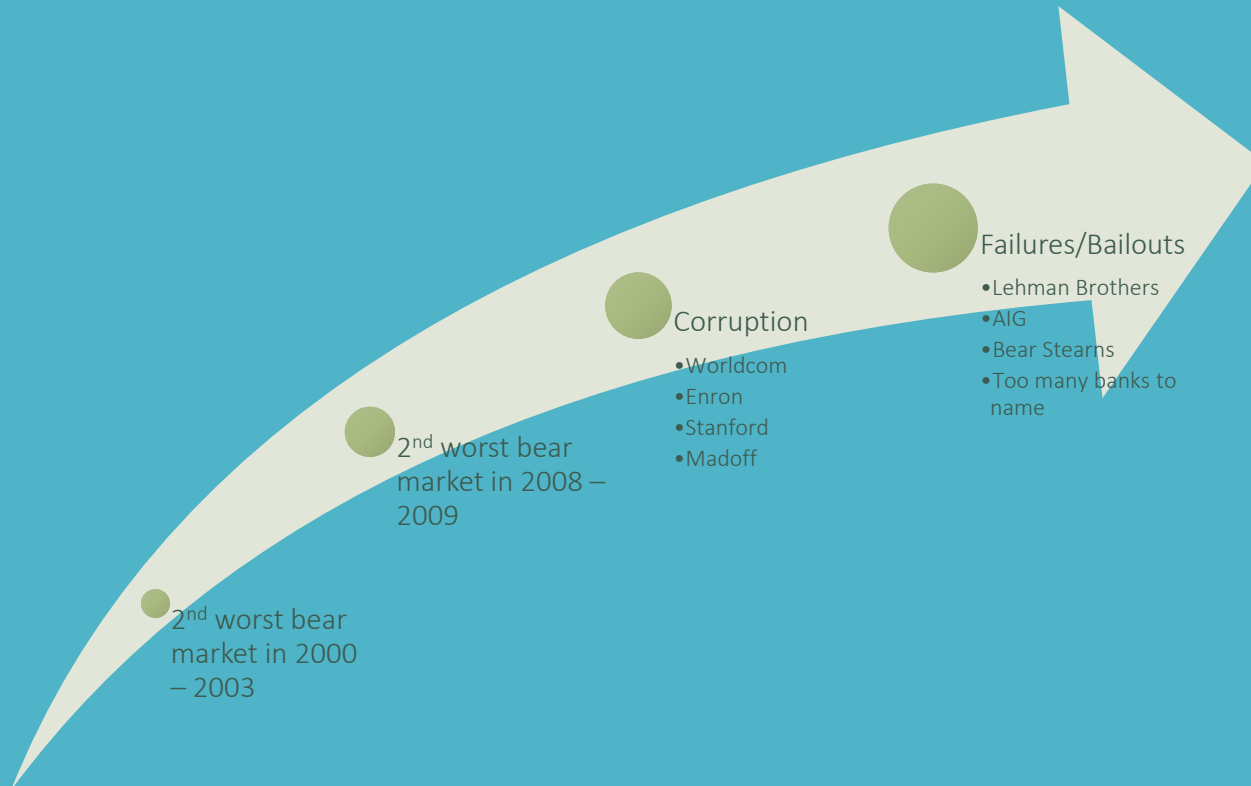 2nd worst bear
market in 2000
– 2003
2nd worst bear
market in 2008 –
2009
Corruption
•Worldcom
•Enron
•Stanford
•Madoff
Failures/Bailouts
•Lehman Brothers
•AIG
•Bear Stearns
•Too many banks to
name